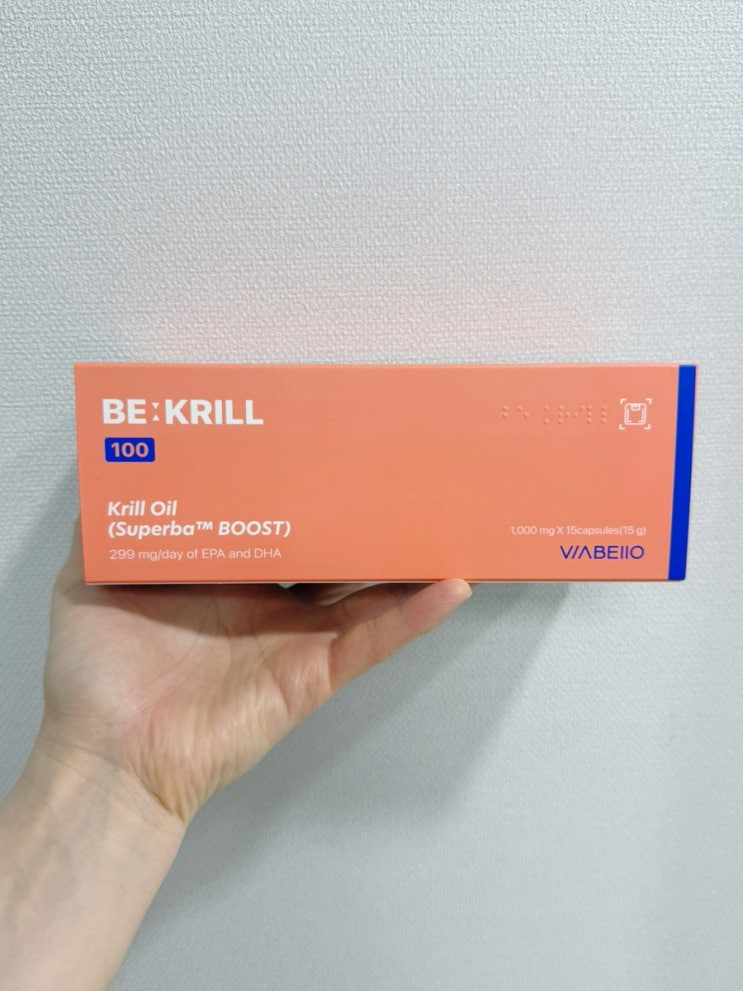 BE:KRILL
100
Krill Oil
(Superba™ BOOST)
299 mg/day of EPA and DHA
1,000 mg X 15capsules(15 g)
VIABEIIO